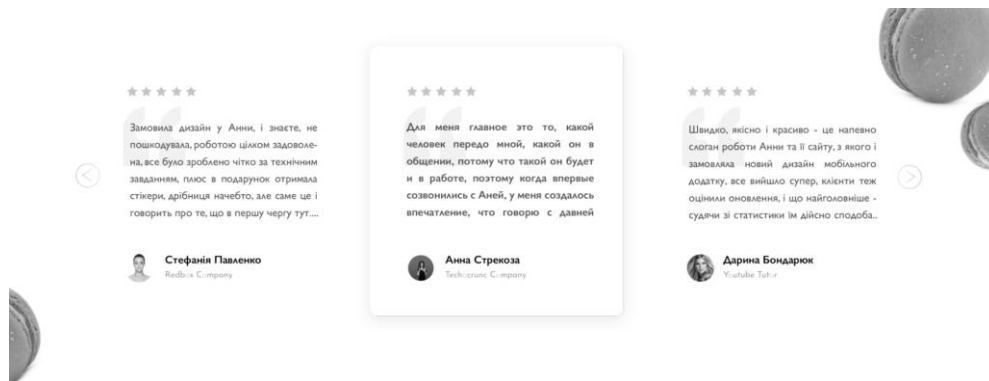 Замовила дизайн у Анни, і знаєте, не
пошкодувала, роботою цілком задоволе-
на, все було зроблено чітко за технічним
завданням, плюс в подарунок отримала
стікери, дрібниця начебто, але саме це і
говорить про те, що в першу чергу тут....
Стефанія Павленко
Redbox Company
Для меня главное это то, какой
человек передо мной, какой он в
общении, потому что такой он будет
и в работе, поэтому когда впервые
созвонились с Аней, у меня создалось
впечатление, что говорю с давней
Анна Стрекоза
Techocrunc Company
Швидко, якісно і красиво - це напевно
слоган роботи Анни та її сайту, з якого і
замовляла новий дизайн мобільного
додатку, все вийшло супер, клієнти теж
оцінили оновлення, і що найголовніше -
судячи зі статистики їм дійсно сподоба..
Дарина Бондарюк
Youtube Tutor